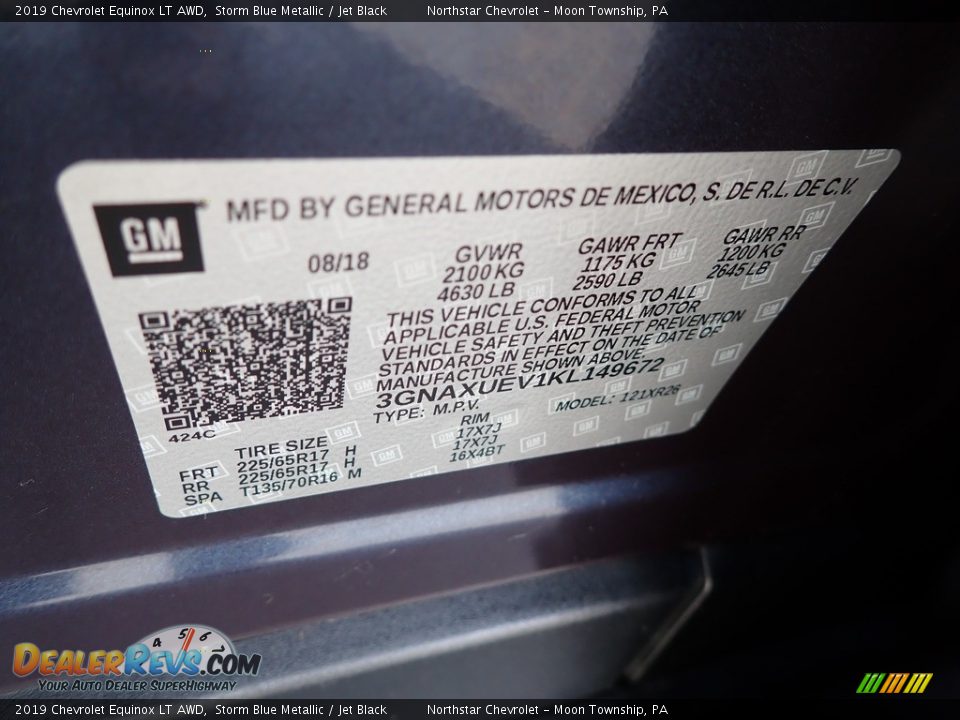 2019 Chevrolet Equinox LT AWD, Storm Blue Metallic / Jet Black Northstar Chevrolet - Moon Township, PA
GM MFD BY GENERAL MOTORS DE MEXICO, S. DE R.L. DE C.V.
08/18 GVWR GAWR FRT GAWR RR
2100 KG 1175 KG 1200 KG
4630 LB 2590 LB 2645 LB
THIS VEHICLE CONFORMS TO ALL
APPLICABLE U.S. FEDERAL MOTOR
VEHICLE SAFETY AND THEFT PREVENTION
STANDARDS IN EFFECT ON THE DATE OF
MANUFACTURE SHOWN ABOVE.
3GNAXUEV1KL149672
TYPE: M.P.V. MODEL: 121XR26
424C
TIRE SIZE RIM
FRT 225/65R17 H 17X7J
RR 225/65R17 H 17X7J
SPA T135/70R16 M 16X4BT
4 5 6
DealerRevs.com
Your Auto Dealer SuperHighway
2019 Chevrolet Equinox LT AWD, Storm Blue Metallic / Jet Black Northstar Chevrolet - Moon Township, PA